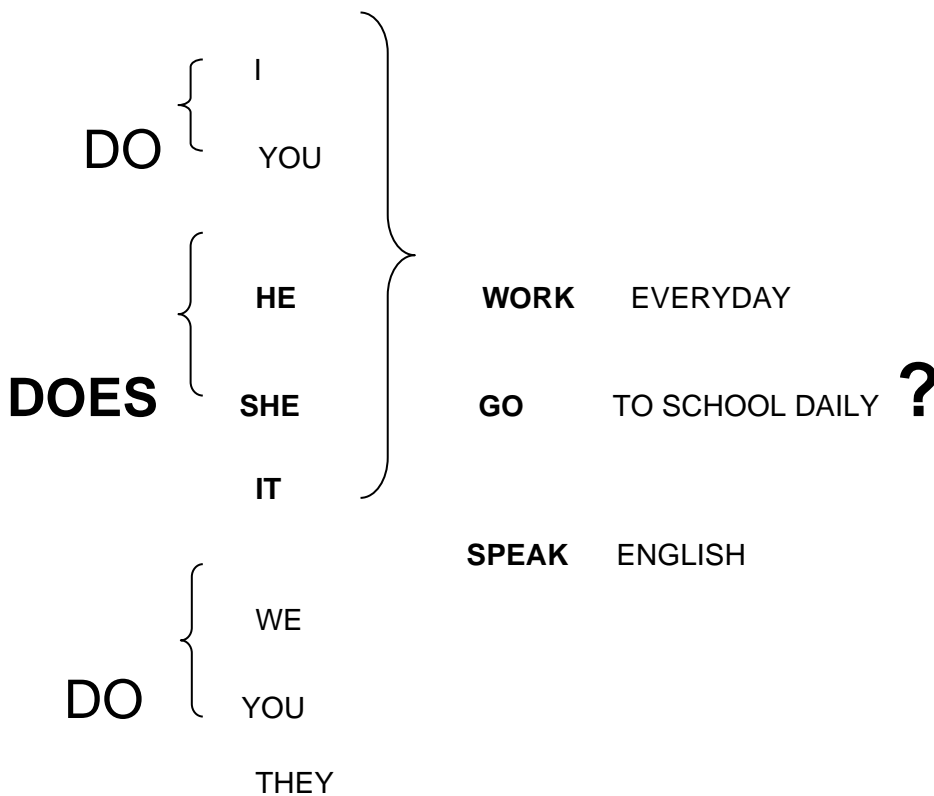 I
DO YOU
HE WORK EVERYDAY
DOES SHE GO TO SCHOOL DAILY ?
IT
SPEAK ENGLISH
WE
DO YOU
THEY